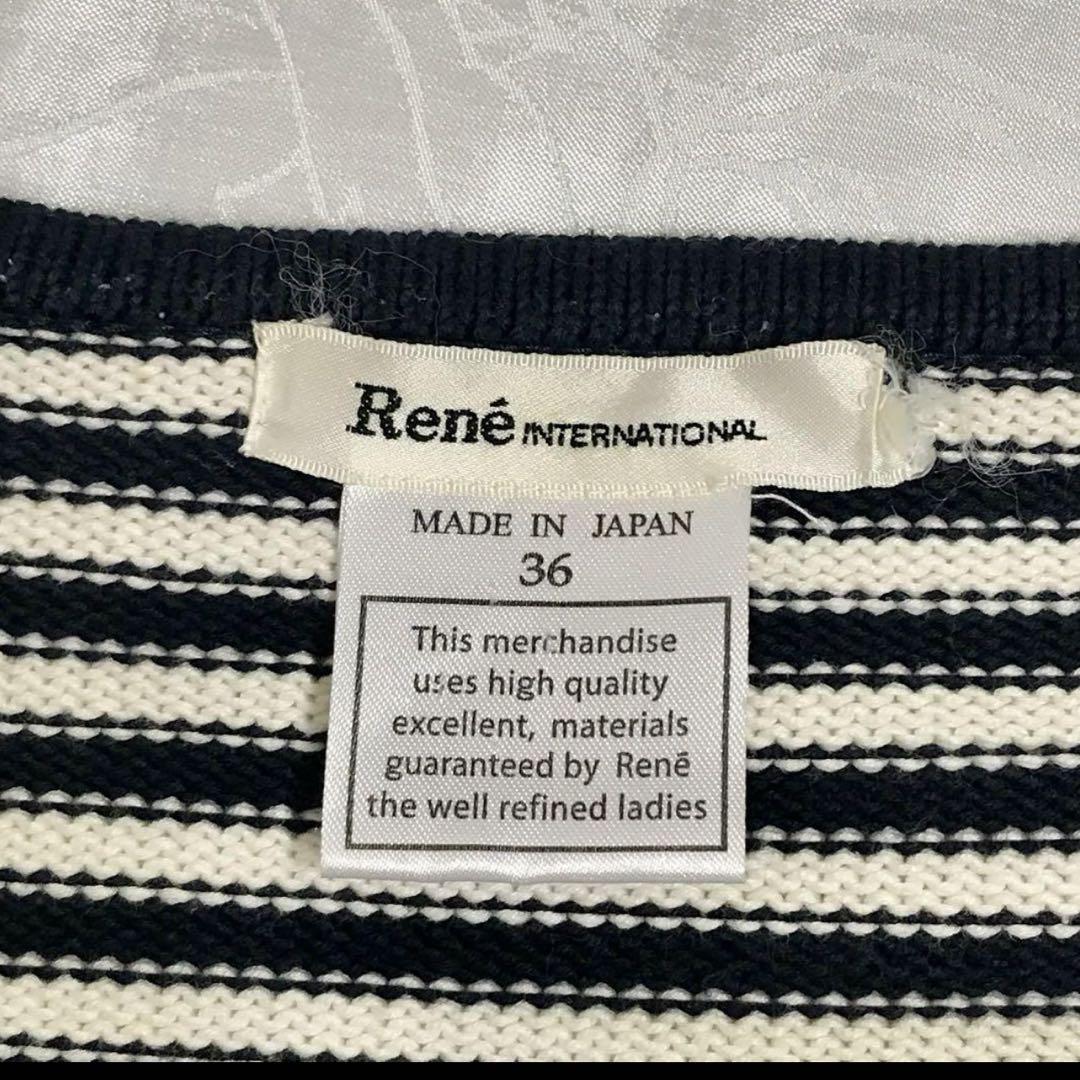 René INTERNATIONAL
MADE IN JAPAN
36
This merchandise
uses high quality
excellent, materials
guaranteed by René
the well refined ladies